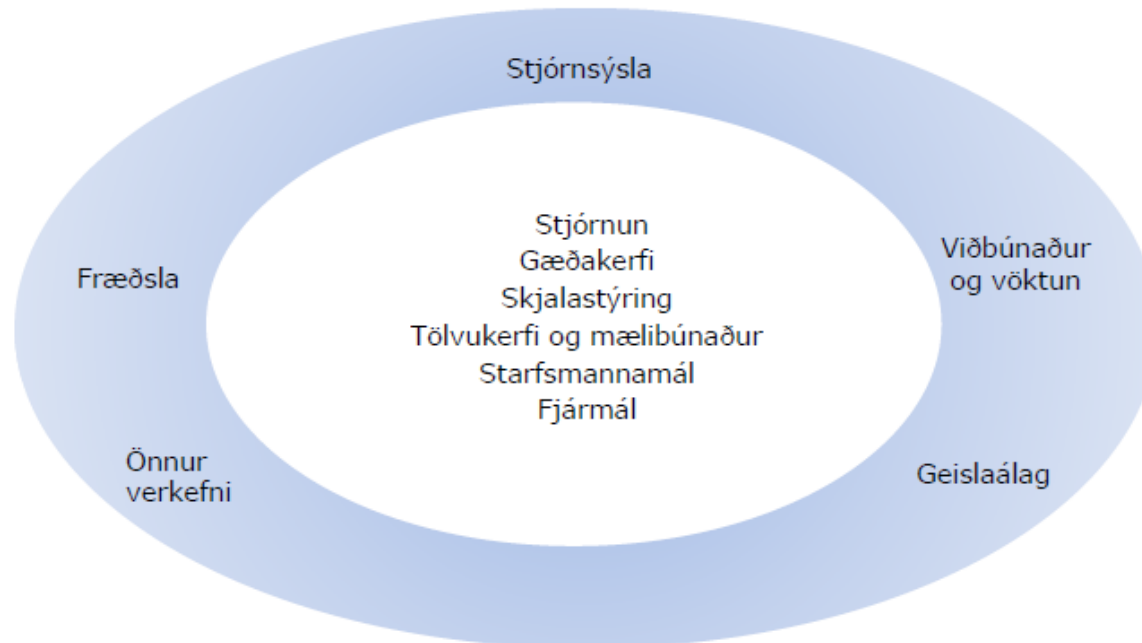 Stjórnsýsla
Stjórnun
Gæðakerfi
Skjalastýring
Tölvukerfi og mælibúnaður
Starfsmannamál
Fjármál
Viðbúnaður
og vöktun
Geislaálag
Önnur
verkefni
Fræðsla